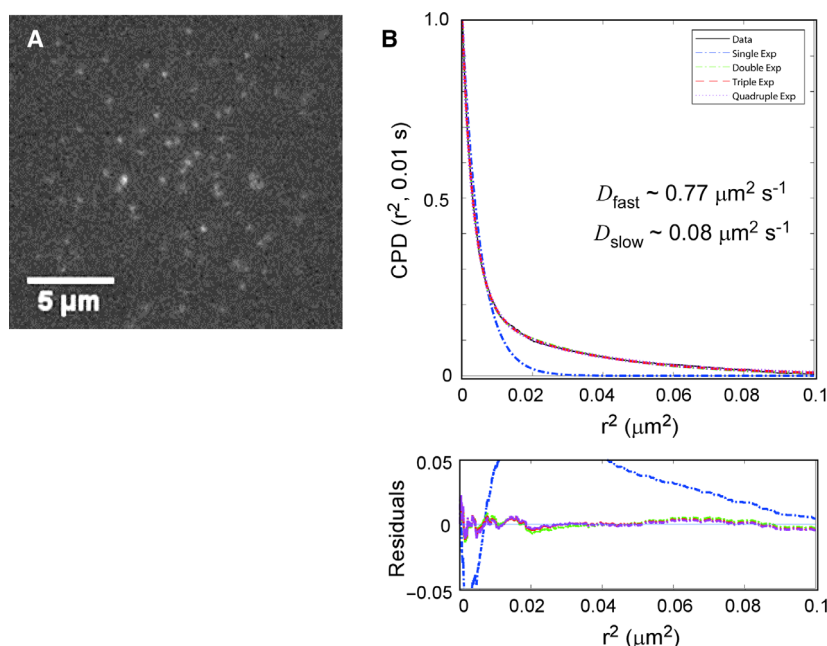 A
5 μm
B
1.0
0.5
0
CPD (r², 0.01 s)
Data
Single Exp
Double Exp
Triple Exp
Quadruple Exp
D_fast ~ 0.77 μm² s⁻¹
D_slow ~ 0.08 μm² s⁻¹
0 0.02 0.04 0.06 0.08 0.1
r² (μm²)
0.05
0
−0.05
Residuals
0 0.02 0.04 0.06 0.08 0.1
r² (μm²)